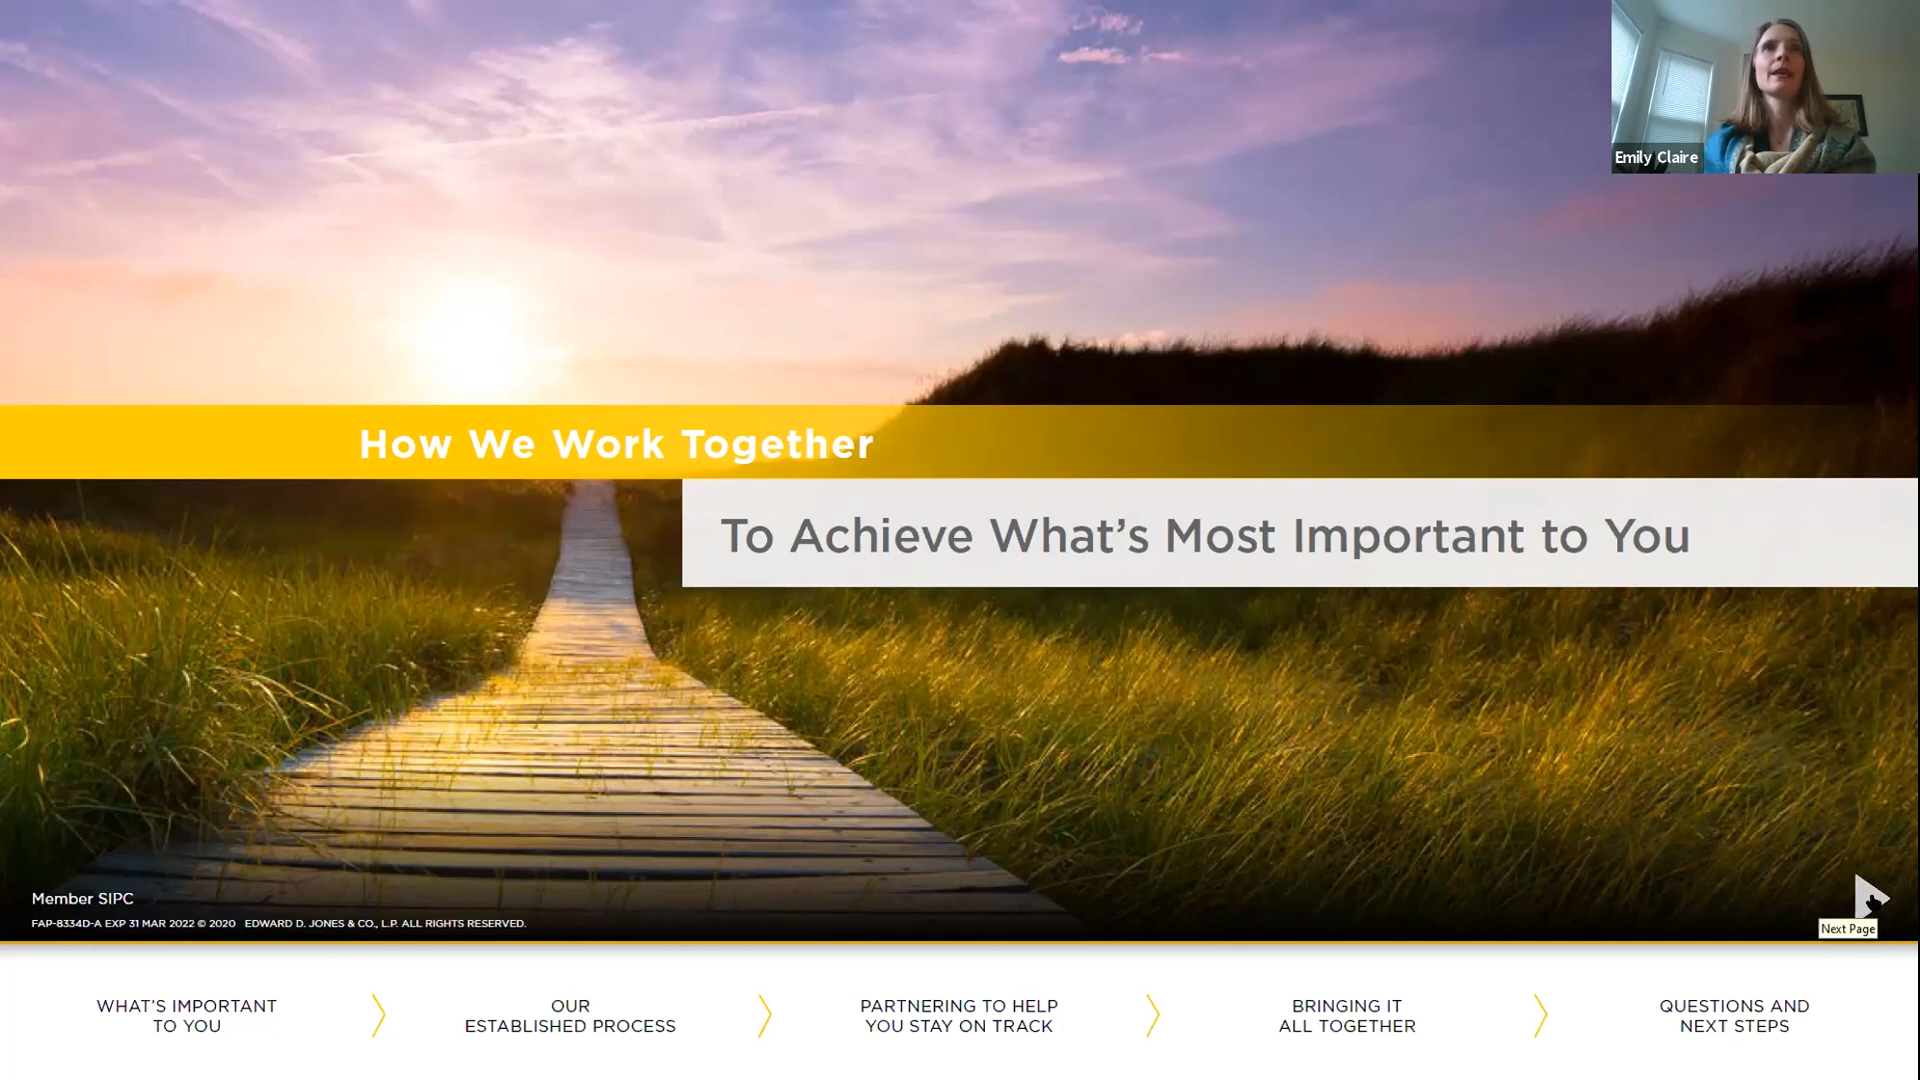 Emily Claire
How We Work Together
To Achieve What’s Most Important to You
Member SIPC
FAP-8334D-A EXP 31 MAR 2022 © 2020 EDWARD D. JONES & CO., L.P. ALL RIGHTS RESERVED.
Next Page
WHAT’S IMPORTANT
TO YOU
OUR
ESTABLISHED PROCESS
PARTNERING TO HELP
YOU STAY ON TRACK
BRINGING IT
ALL TOGETHER
QUESTIONS AND
NEXT STEPS